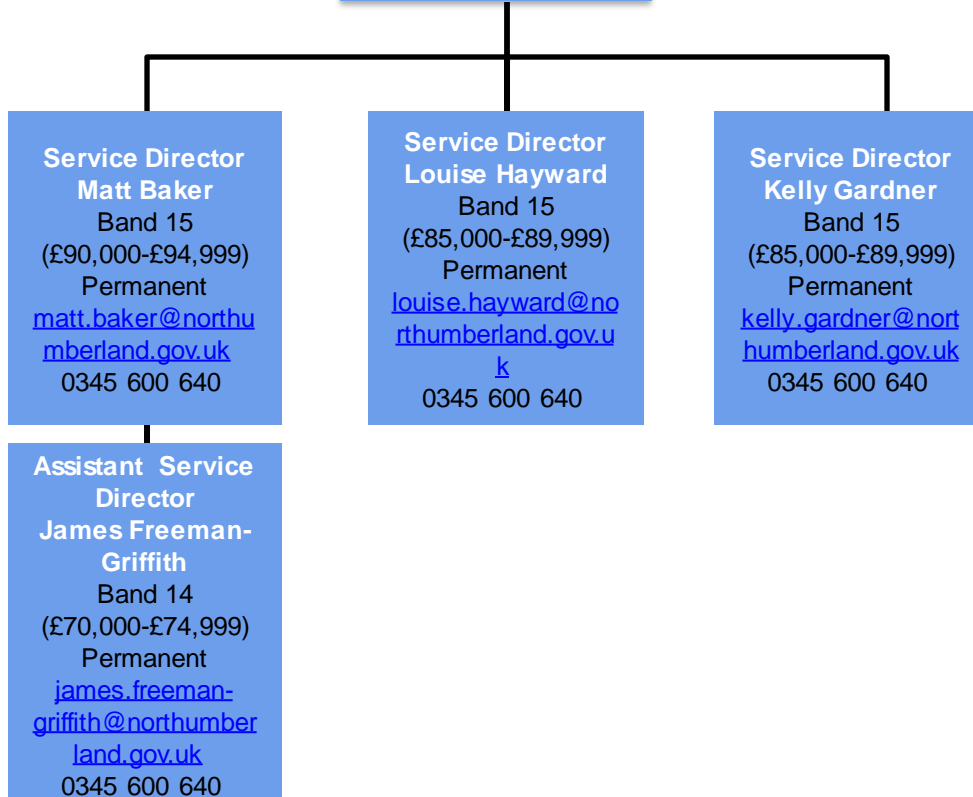 Service Director
Matt Baker
Band 15
(£90,000-£94,999)
Permanent
matt.baker@northu
mberland.gov.uk
0345 600 640
Service Director
Louise Hayward
Band 15
(£85,000-£89,999)
Permanent
louise.hayward@no
rthumberland.gov.u
k
0345 600 640
Service Director
Kelly Gardner
Band 15
(£85,000-£89,999)
Permanent
kelly.gardner@nort
humberland.gov.uk
0345 600 640
Assistant Service
Director
James Freeman-
Griffith
Band 14
(£70,000-£74,999)
Permanent
james.freeman-
griffith@northumber
land.gov.uk
0345 600 640